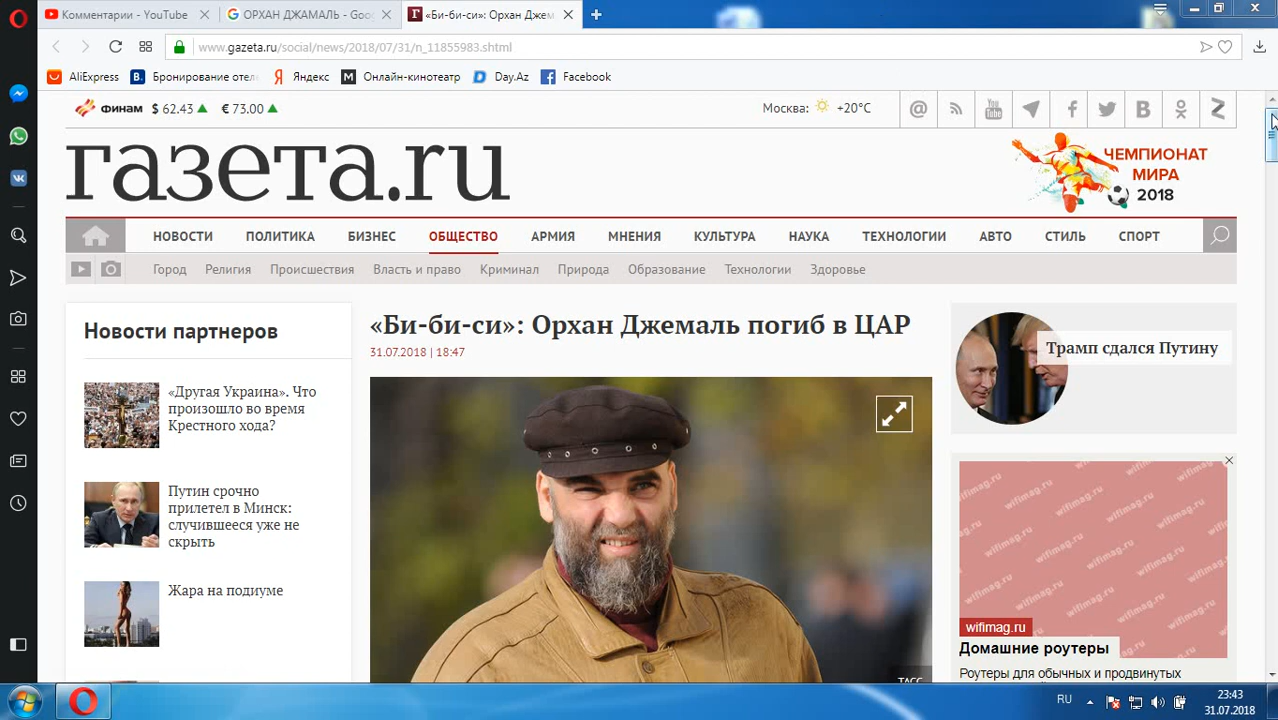 Комментарии - YouTube
ОРХАН ДЖАМАЛЬ - Goo
«Би-би-си»: Орхан Джем
www.gazeta.ru/social/news/2018/07/31/n_11855983.shtml
AliExpress
Бронирование отел
Яндекс
Онлайн-кинотеатр
Day.Az
Facebook
финам $ 62.43 € 73.00
Москва: +20°C
газета.ru
ЧЕМПИОНАТ
МИРА
2018
НОВОСТИ ПОЛИТИКА БИЗНЕС ОБЩЕСТВО АРМИЯ МНЕНИЯ КУЛЬТУРА НАУКА ТЕХНОЛОГИИ АВТО СТИЛЬ СПОРТ
Город Религия Происшествия Власть и право Криминал Природа Образование Технологии Здоровье
Новости партнеров
«Другая Украина». Что
произошло во время
Крестного хода?
Путин срочно
прилетел в Минск:
случившееся уже не
скрыть
Жара на подиуме
«Би-би-си»: Орхан Джемаль погиб в ЦАР
31.07.2018 | 18:47
ТАСС
Трамп сдался Путину
wifimag.ru
Домашние роутеры
Роутеры для обычных и продвинутых
RU
23:43
31.07.2018